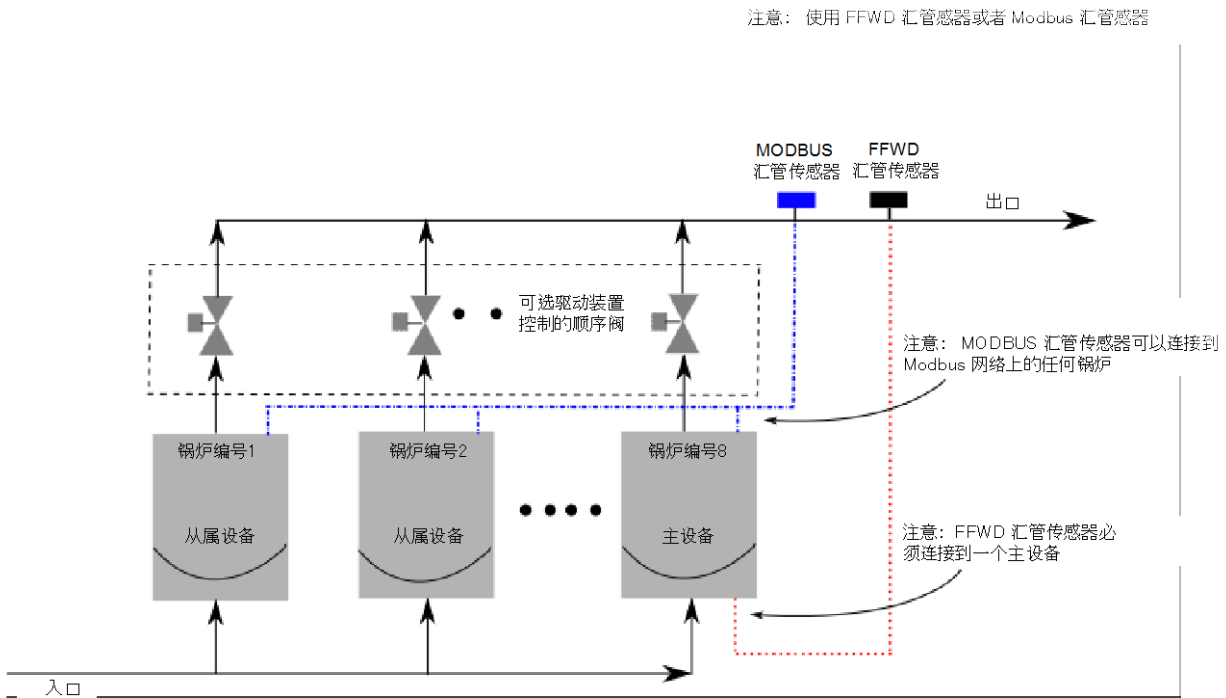 注意： 使用 FFWD 汇管感器或者 Modbus 汇管感器
MODBUS
汇管传感器
FFWD
汇管传感器
出口
可选驱动装置
控制的顺序阀
注意： MODBUS 汇管传感器可以连接到
Modbus 网络上的任何锅炉
锅炉编号1
锅炉编号2
锅炉编号8
从属设备
从属设备
主设备
注意：FFWD 汇管传感器必
须连接到一个主设备
入口